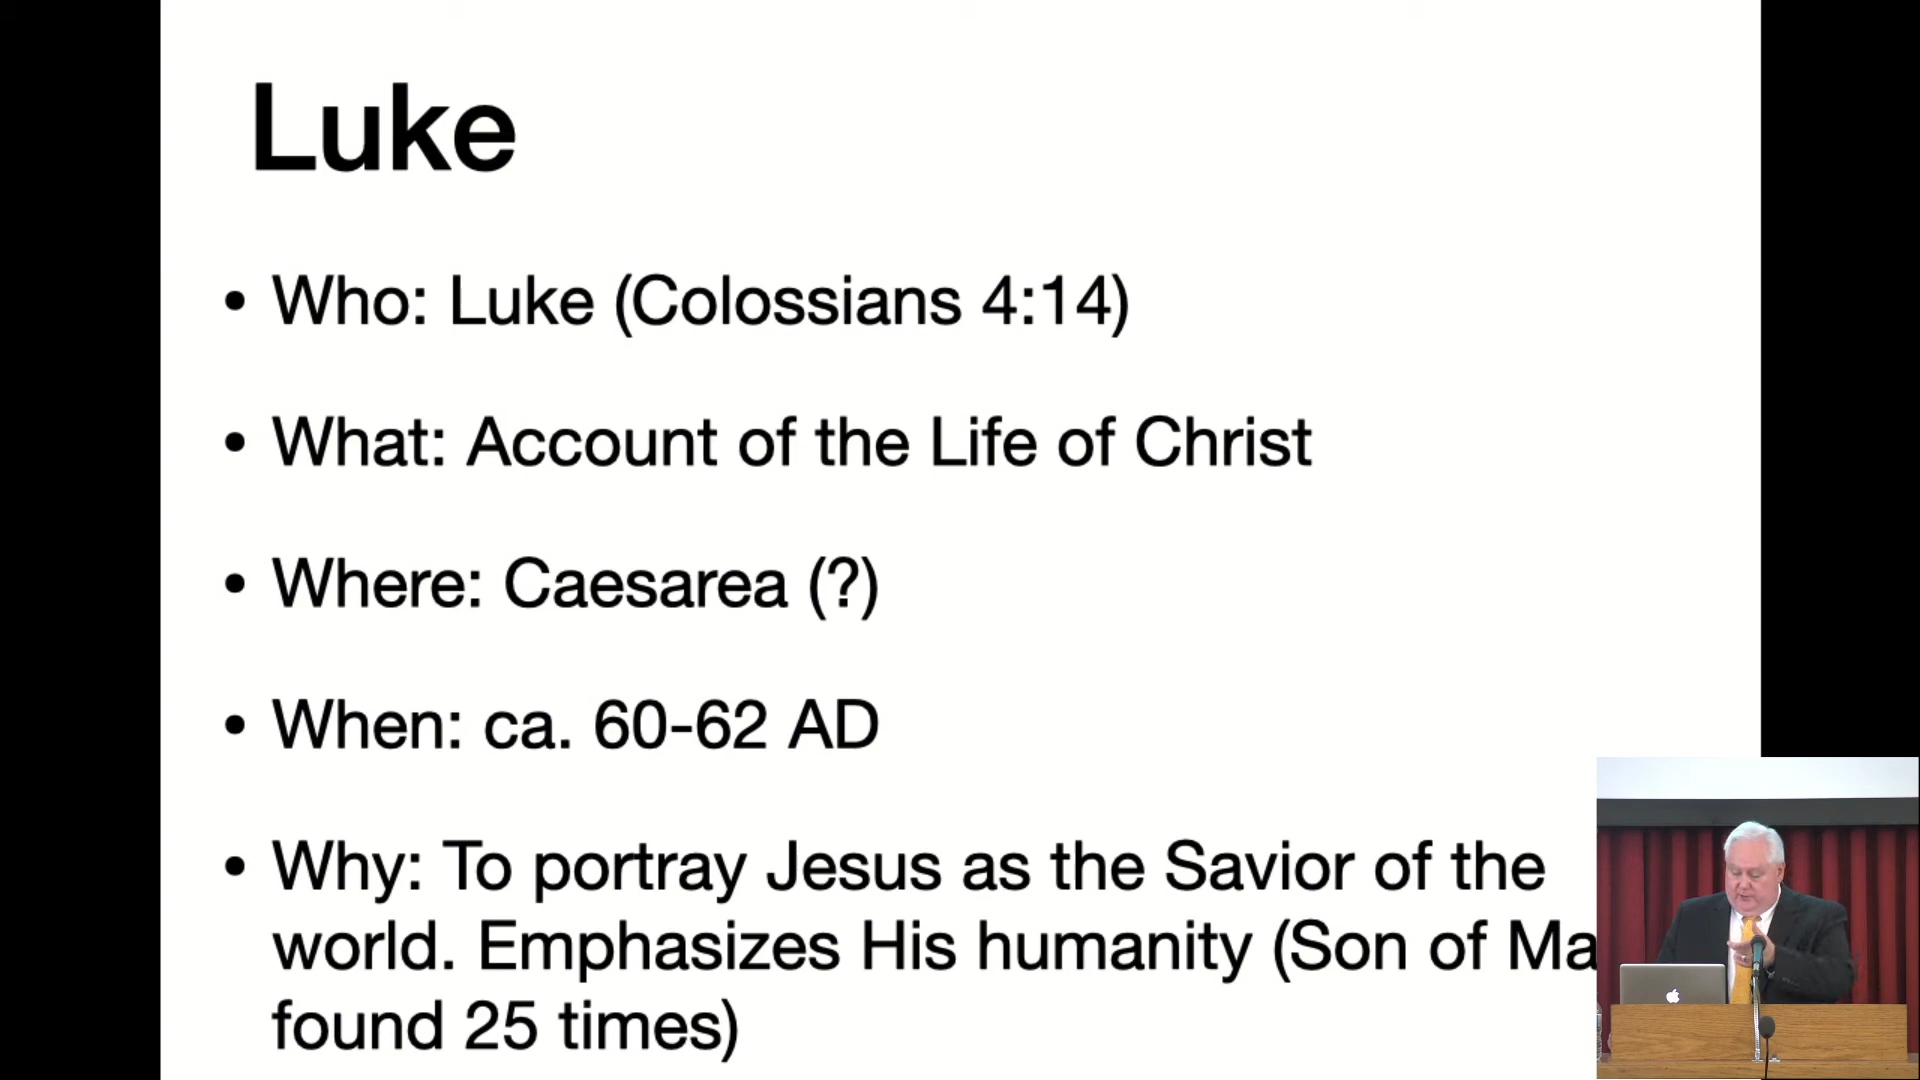 Luke
• Who: Luke (Colossians 4:14)
• What: Account of the Life of Christ
• Where: Caesarea (?)
• When: ca. 60-62 AD
• Why: To portray Jesus as the Savior of the
world. Emphasizes His humanity (Son of Ma
found 25 times)